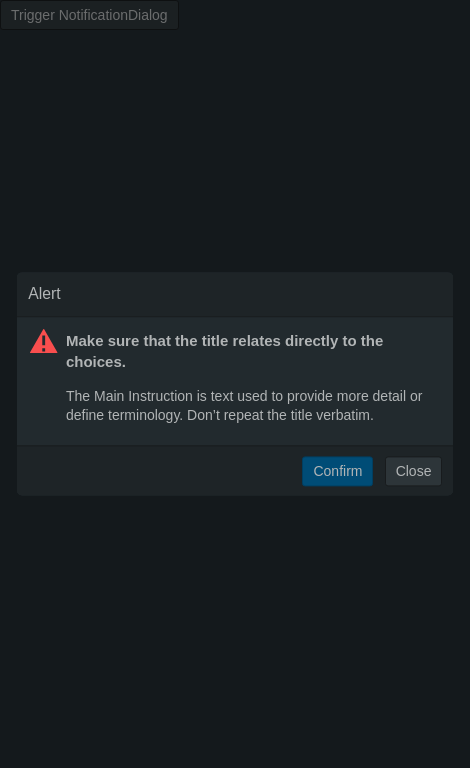 Trigger NotificationDialog
Alert
Make sure that the title relates directly to the
choices.
The Main Instruction is text used to provide more detail or
define terminology. Don’t repeat the title verbatim.
Confirm Close